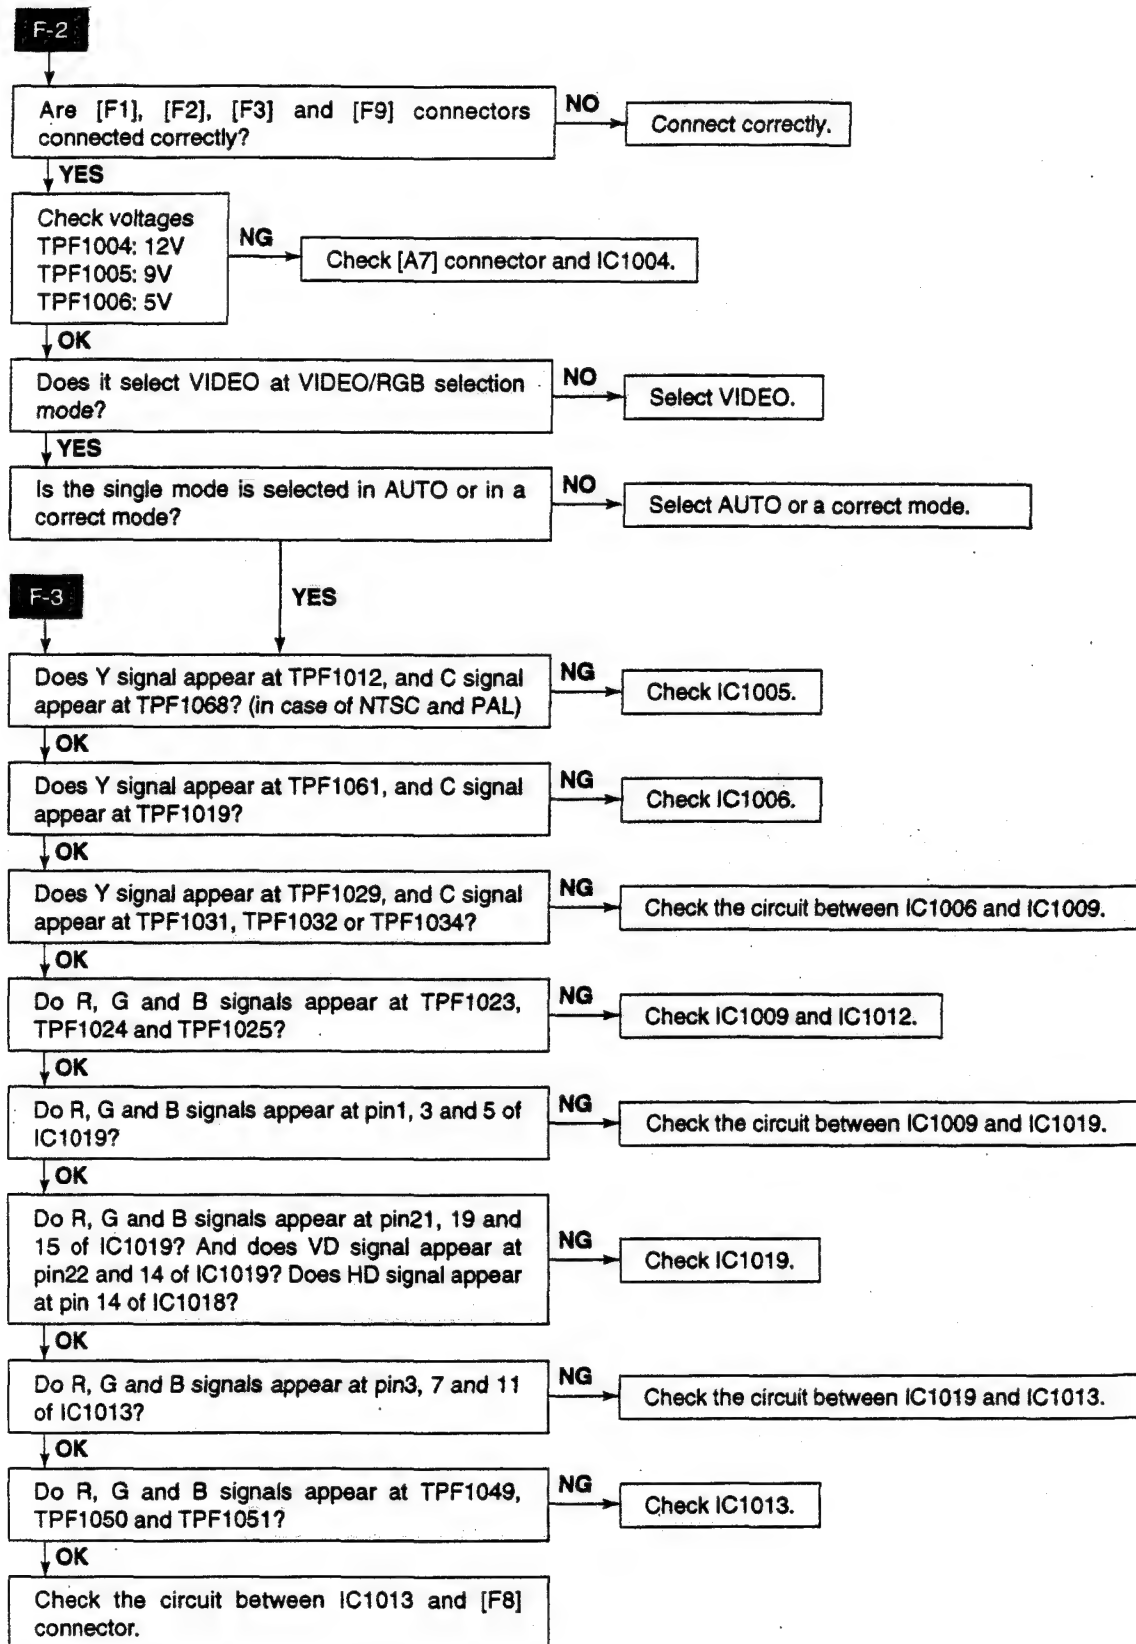 F-2
Are [F1], [F2], [F3] and [F9] connectors
connected correctly?
NO
Connect correctly.
YES
Check voltages
TPF1004: 12V
TPF1005: 9V
TPF1006: 5V
NG
Check [A7] connector and IC1004.
OK
Does it select VIDEO at VIDEO/RGB selection
mode?
NO
Select VIDEO.
YES
Is the single mode is selected in AUTO or in a
correct mode?
NO
Select AUTO or a correct mode.
YES
F-3
Does Y signal appear at TPF1012, and C signal
appear at TPF1068? (in case of NTSC and PAL)
NG
Check IC1005.
OK
Does Y signal appear at TPF1061, and C signal
appear at TPF1019?
NG
Check IC1006.
OK
Does Y signal appear at TPF1029, and C signal
appear at TPF1031, TPF1032 or TPF1034?
NG
Check the circuit between IC1006 and IC1009.
OK
Do R, G and B signals appear at TPF1023,
TPF1024 and TPF1025?
NG
Check IC1009 and IC1012.
OK
Do R, G and B signals appear at pin1, 3 and 5 of
IC1019?
NG
Check the circuit between IC1009 and IC1019.
OK
Do R, G and B signals appear at pin21, 19 and
15 of IC1019? And does VD signal appear at
pin22 and 14 of IC1019? Does HD signal appear
at pin 14 of IC1018?
NG
Check IC1019.
OK
Do R, G and B signals appear at pin3, 7 and 11
of IC1013?
NG
Check the circuit between IC1019 and IC1013.
OK
Do R, G and B signals appear at TPF1049,
TPF1050 and TPF1051?
NG
Check IC1013.
OK
Check the circuit between IC1013 and [F8]
connector.